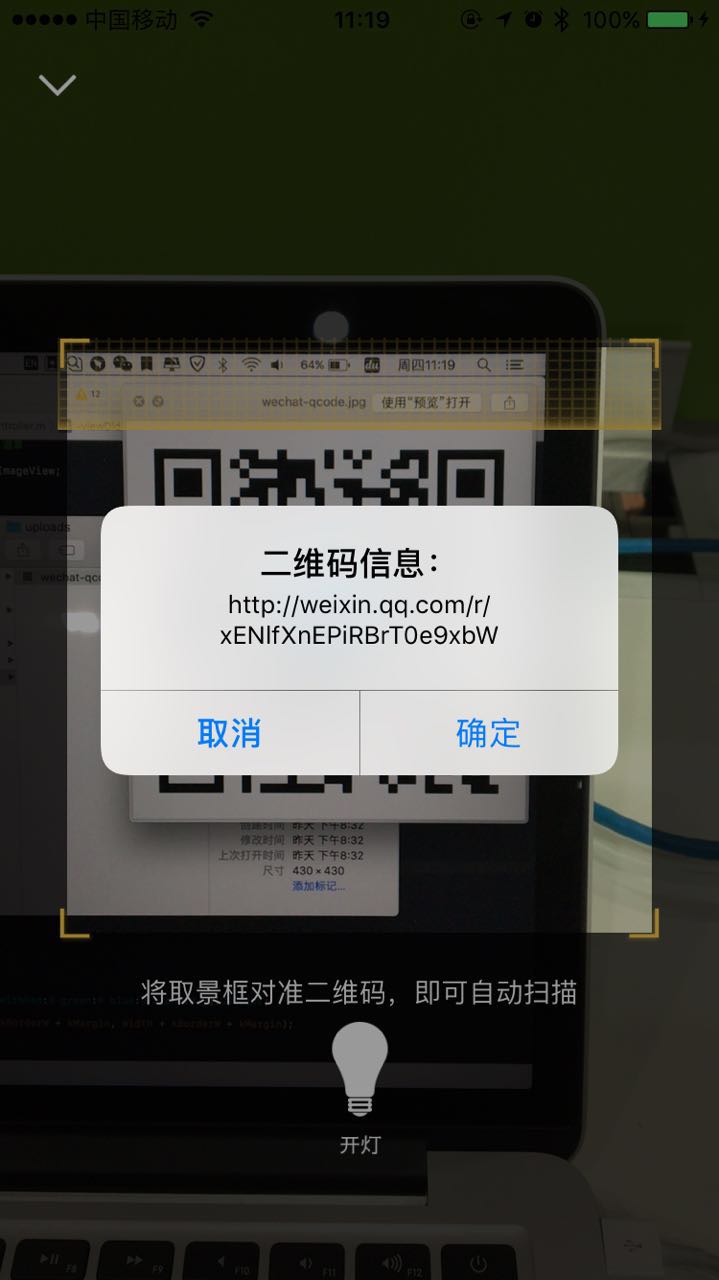 中国移动
11:19
100%
64%
周四11:19
12
wechat-qcode.jpg
使用“预览”打开
ImageView;
uploads
wechat-qco
二维码信息：
http://weixin.qq.com/r/
xENlfXnEPiRBrT0e9xbW
取消
确定
创建时间 昨天 下午8:32
修改时间 昨天 下午8:32
上次打开时间 昨天 下午8:32
尺寸 430 × 430
添加标记...
将取景框对准二维码，即可自动扫描
开灯
F8
F9
F10
F11
F12